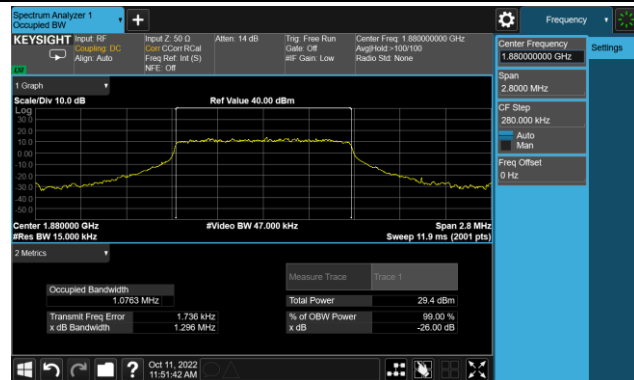 Spectrum Analyzer 1
Occupied BW
+
Frequency
KEYSIGHT
Input: RF
Coupling: DC
Align: Auto
Input Z: 50 Ω
Corr CCorr RCal
Freq Ref: Int (S)
NFE: Off
Atten: 14 dB
Trig: Free Run
Gate: Off
#IF Gain: Low
Center Freq: 1.880000000 GHz
Avg|Hold:>100/100
Radio Std: None
Center Frequency
1.880000000 GHz
Settings
Span
2.8000 MHz
CF Step
280.000 kHz
Auto
Man
Freq Offset
0 Hz
1 Graph
Scale/Div 10.0 dB
Ref Value 40.00 dBm
Log
30.0
20.0
10.0
0.00
-10.0
-20.0
-30.0
-40.0
-50.0
Center 1.880000 GHz
#Video BW 47.000 kHz
Span 2.8 MHz
#Res BW 15.000 kHz
Sweep 11.9 ms (2001 pts)
2 Metrics
Measure Trace
Trace 1
Occupied Bandwidth
1.0763 MHz
Total Power
29.4 dBm
Transmit Freq Error
1.736 kHz
% of OBW Power
99.00 %
x dB Bandwidth
1.296 MHz
x dB
-26.00 dB
?
Oct 11, 2022
11:51:42 AM